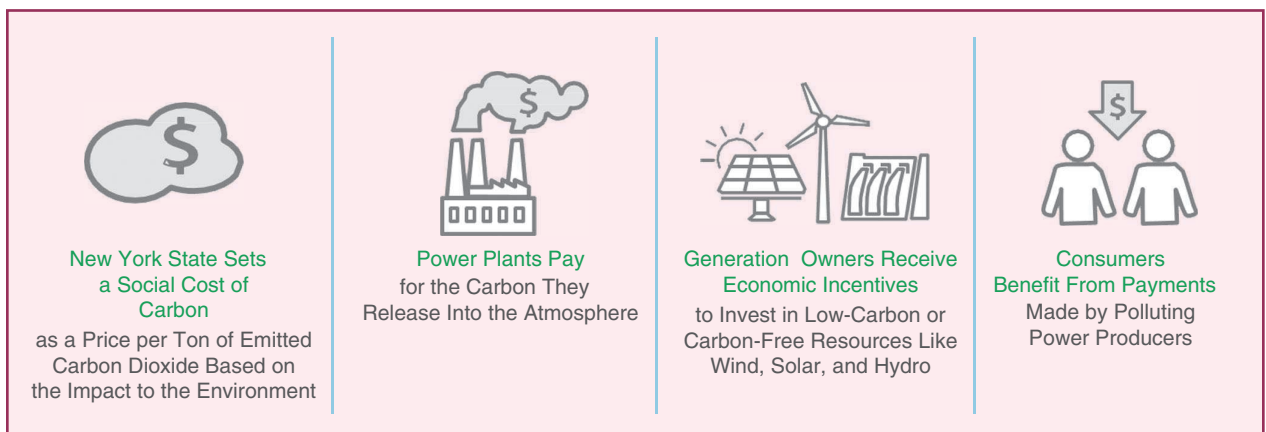 $
New York State Sets
a Social Cost of
Carbon
as a Price per Ton of Emitted
Carbon Dioxide Based on
the Impact to the Environment
$
Power Plants Pay
for the Carbon They
Release Into the Atmosphere
Generation Owners Receive
Economic Incentives
to Invest in Low-Carbon or
Carbon-Free Resources Like
Wind, Solar, and Hydro
$
Consumers
Benefit From Payments
Made by Polluting
Power Producers